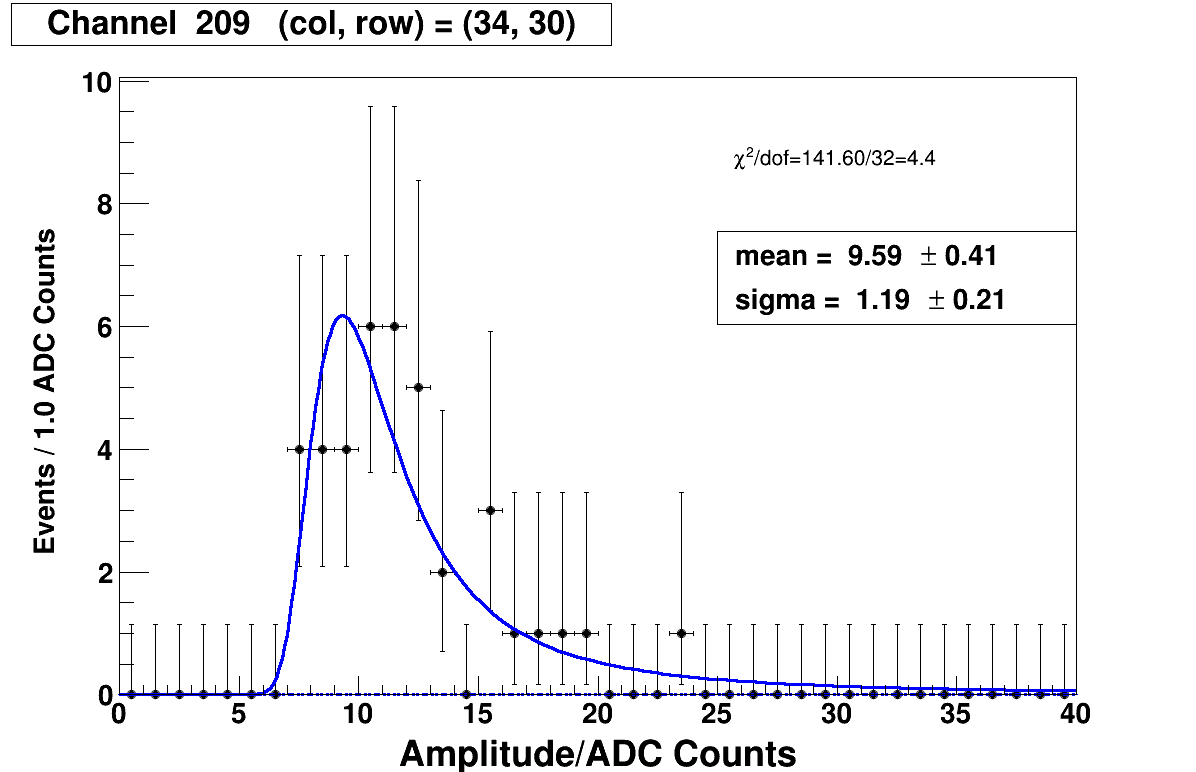 Channel 209 (col, row) = (34, 30)
10
8
6
4
2
0
Events / 1.0 ADC Counts
χ²/dof=141.60/32=4.4
mean = 9.59 ± 0.41
sigma = 1.19 ± 0.21
0 5 10 15 20 25 30 35 40
Amplitude/ADC Counts